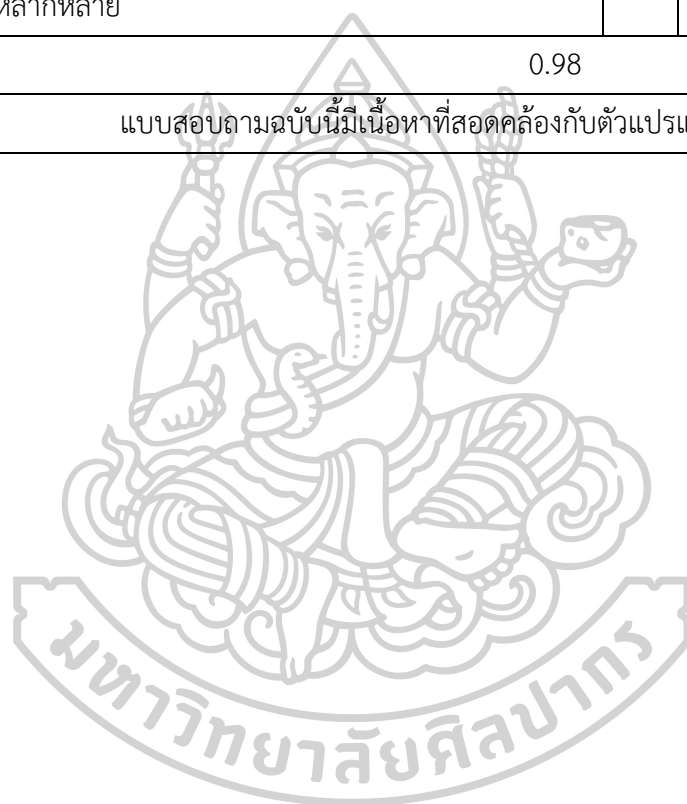 หลากหลาย
0.98
แบบสอบถามฉบับนี้มีเนื้อหาที่สอดคล้องกับตัวแปร
มหาวิทยาลัยศิลปากร